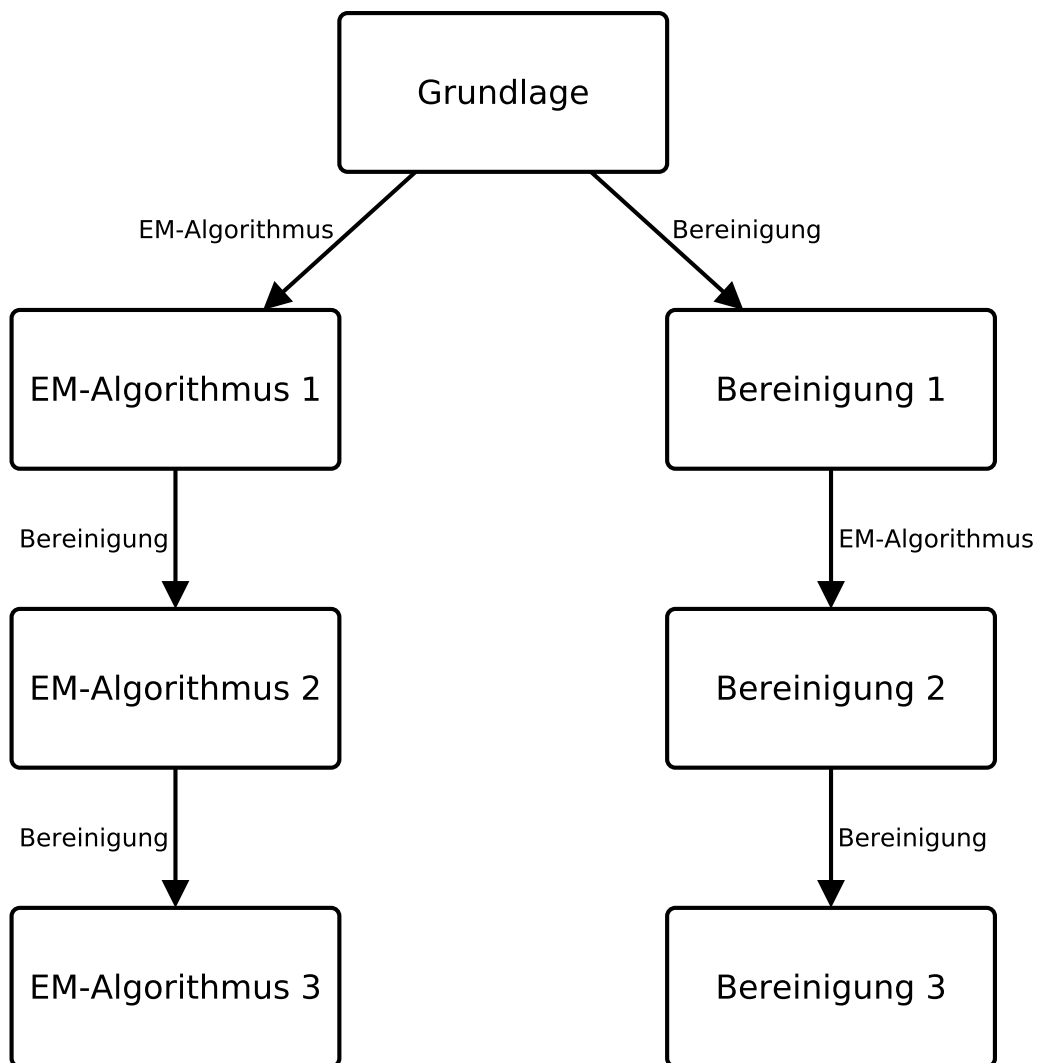 Grundlage
EM-Algorithmus
Bereinigung
EM-Algorithmus 1
Bereinigung 1
Bereinigung
EM-Algorithmus
EM-Algorithmus 2
Bereinigung 2
Bereinigung
Bereinigung
EM-Algorithmus 3
Bereinigung 3